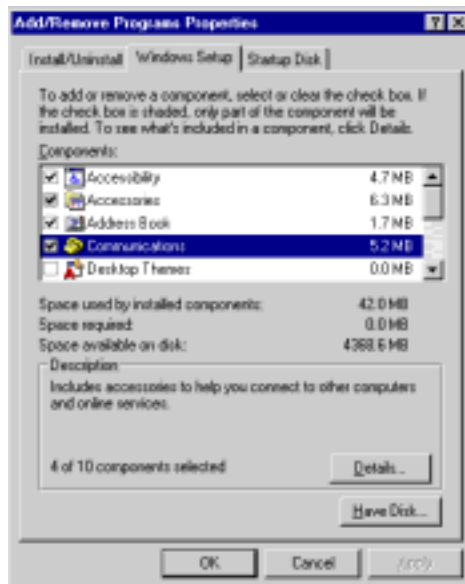 Add/Remove Programs Properties
Install/Uninstall Windows Setup Startup Disk
To add or remove a component, select or clear the check box. If
the check box is shaded, only part of the component will be
installed. To see what's included in a component, click Details.
Components:
Accessibility 4.7 MB
Accessories 6.3 MB
Address Book 1.7 MB
Communications 5.2 MB
Desktop Themes 0.0 MB
Space used by installed components: 42.0 MB
Space required: 0.0 MB
Space available on disk: 4368.6 MB
Description
Includes accessories to help you connect to other computers
and online services.
4 of 10 components selected
Details...
Have Disk...
OK Cancel Apply